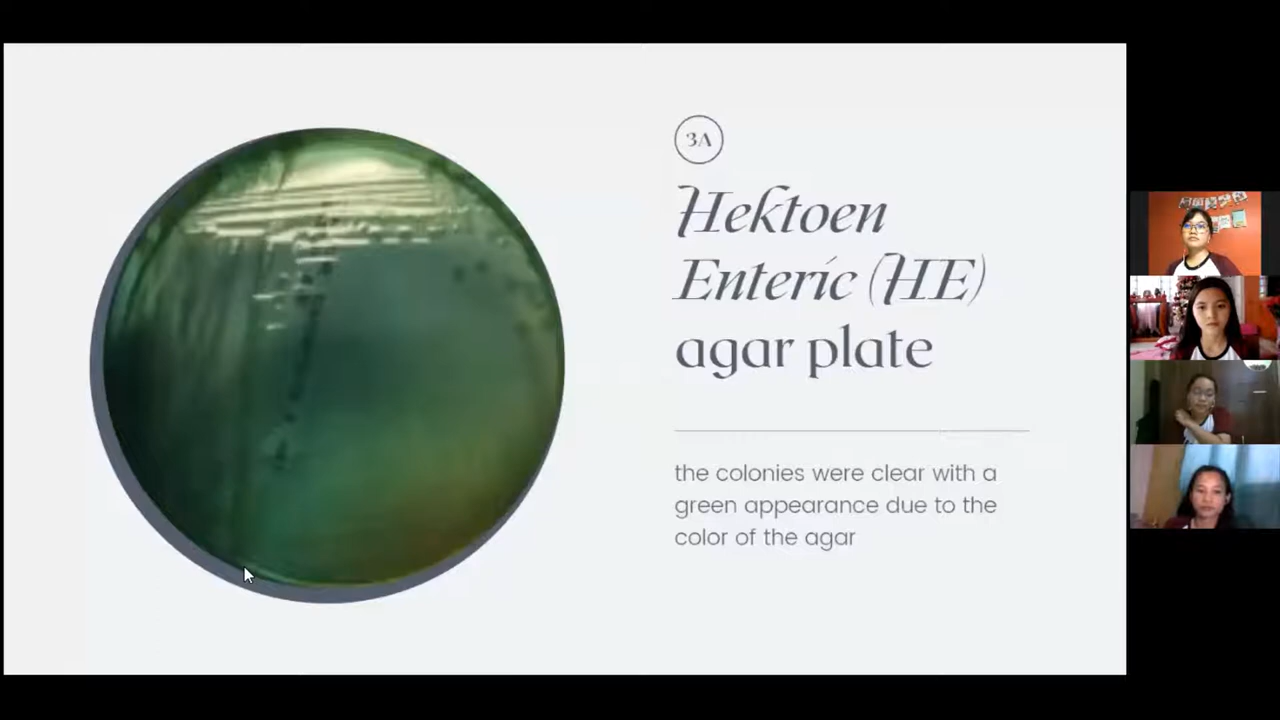 3A
Hektoen
Enteric (HE)
agar plate
the colonies were clear with a
green appearance due to the
color of the agar